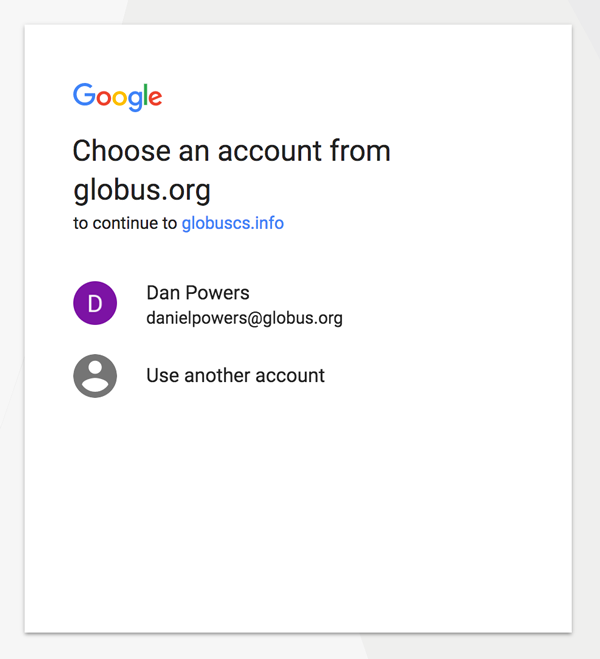 Google
Choose an account from
globus.org
to continue to globuscs.info
D
Dan Powers
danielpowers@globus.org
Use another account